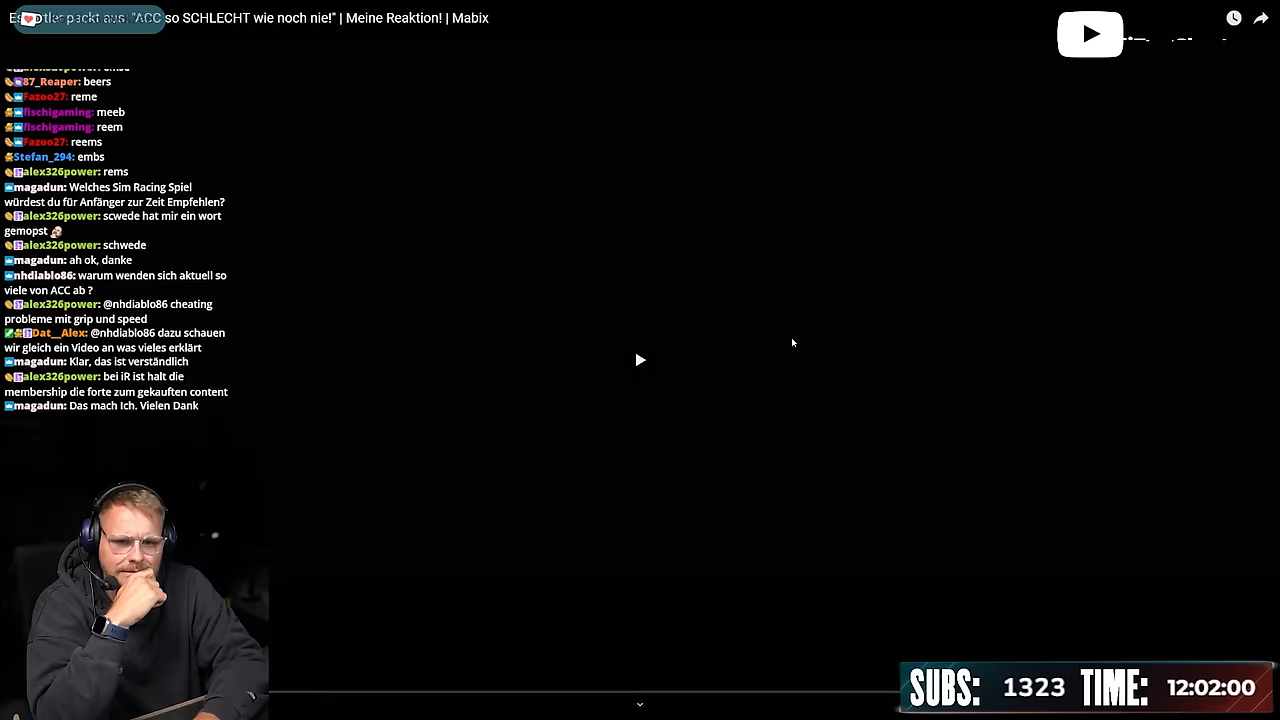 packt aus: "ACC so SCHLECHT wie noch nie!" | Meine Reaktion! | Mabix
87_Reaper: beers
Fazoo27: reme
fischigaming: meeb
fischigaming: reem
Fazoo27: reems
Stefan_294: embs
alex326power: rems
magadun: Welches Sim Racing Spiel
würdest du für Anfänger zur Zeit Empfehlen?
alex326power: scwede hat mir ein wort
gemopst
alex326power: schwede
magadun: ah ok, danke
nhdiablo86: warum wenden sich aktuell so
viele von ACC ab ?
alex326power: @nhdiablo86 cheating
probleme mit grip und speed
Dat__Alex: @nhdiablo86 dazu schauen
wir gleich ein Video an was vieles erklärt
magadun: Klar, das ist verständlich
alex326power: bei iR ist halt die
membership die forte zum gekauften content
magadun: Das mach Ich. Vielen Dank
SUBS: 1323 TIME: 12:02:00